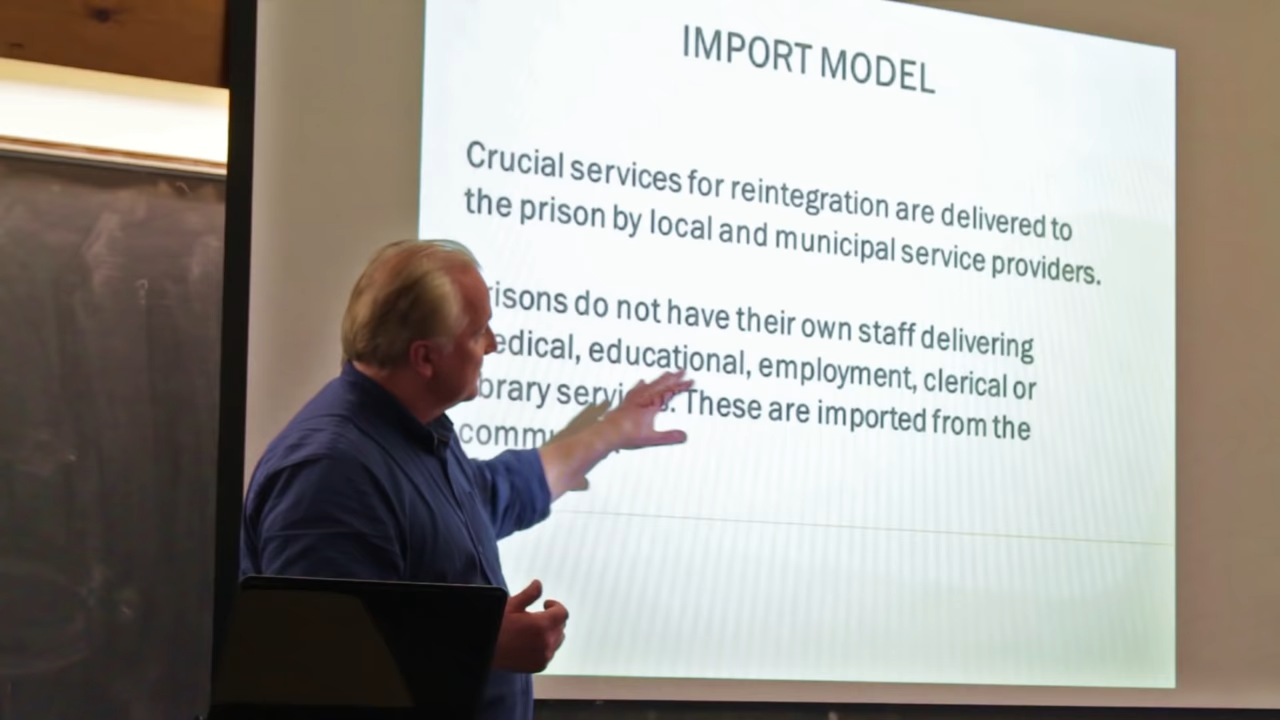 IMPORT MODEL
Crucial services for reintegration are delivered to
the prison by local and municipal service providers.
risons do not have their own staff delivering
edical, educational, employment, clerical or
brary These are imported from the